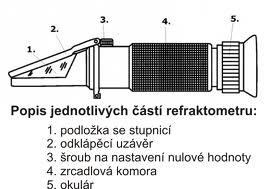 1.
2.
3.
4.
5.
Popis jednotlivých částí refraktometru:
1. podložka se stupnicí
2. odklápěcí uzávěr
3. šroub na nastavení nulové hodnoty
4. zrcadlová komora
5. okulár